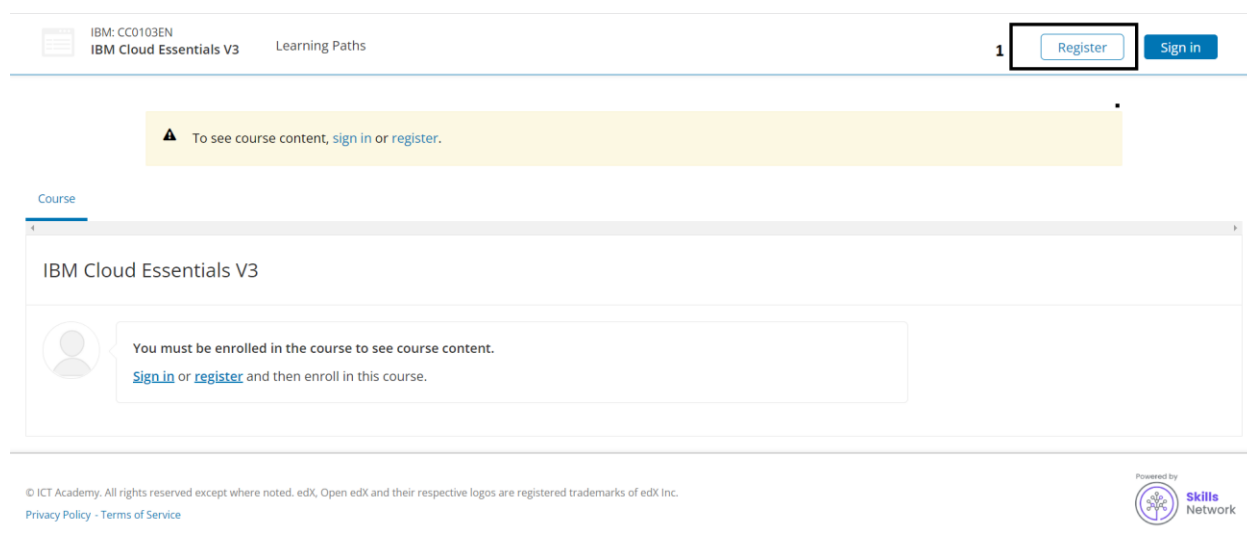 IBM: CC0103EN
IBM Cloud Essentials V3
Learning Paths
1
Register
Sign in
To see course content, sign in or register.
Course
IBM Cloud Essentials V3
You must be enrolled in the course to see course content.
Sign in or register and then enroll in this course.
© ICT Academy. All rights reserved except where noted. edX, Open edX and their respective logos are registered trademarks of edX Inc.
Privacy Policy - Terms of Service
Powered by
Skills
Network